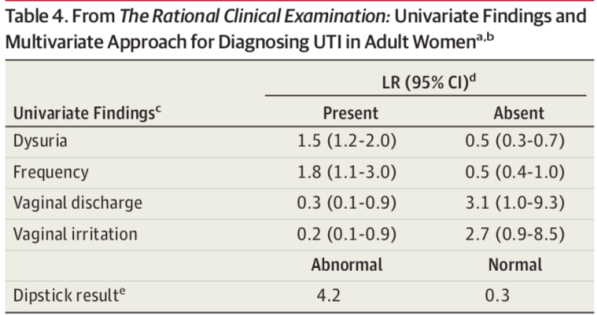 Table 4. From The Rational Clinical Examination: Univariate Findings and
Multivariate Approach for Diagnosing UTI in Adult Women^a,b
LR (95% CI)^d
Univariate Findings^c Present Absent
Dysuria 1.5 (1.2-2.0) 0.5 (0.3-0.7)
Frequency 1.8 (1.1-3.0) 0.5 (0.4-1.0)
Vaginal discharge 0.3 (0.1-0.9) 3.1 (1.0-9.3)
Vaginal irritation 0.2 (0.1-0.9) 2.7 (0.9-8.5)
Abnormal Normal
Dipstick result^e 4.2 0.3